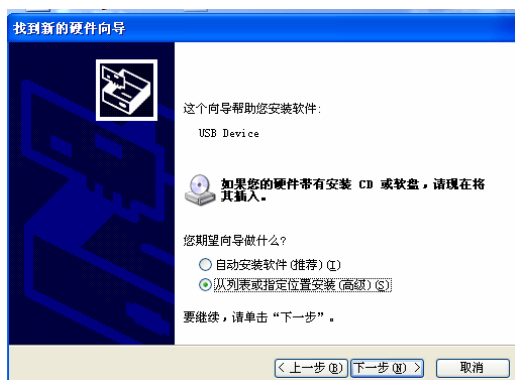 找到新的硬件向导
这个向导帮助您安装软件:
USB Device
如果您的硬件带有安装 CD 或软盘，请现在将
其插入。
您期望向导做什么?
自动安装软件(推荐)(I)
从列表或指定位置安装(高级)(S)
要继续，请单击“下一步”。
< 上一步(B) 下一步(N) > 取消